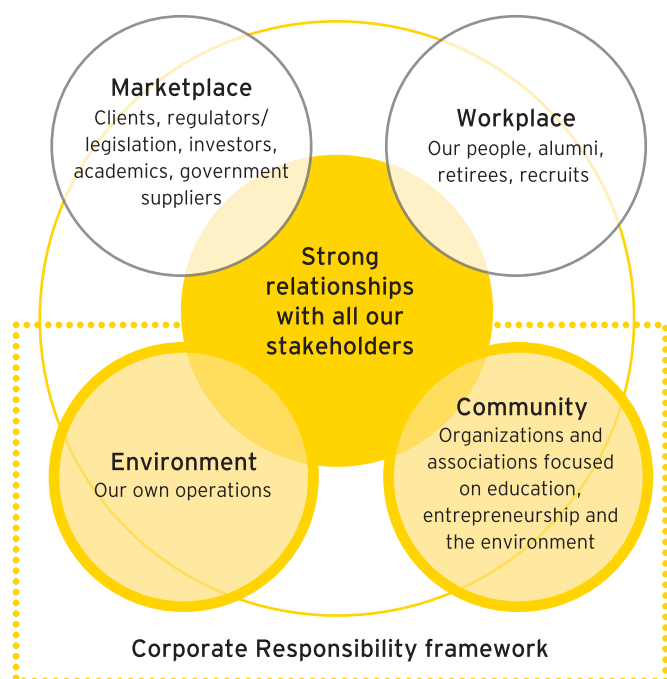 Marketplace
Clients, regulators/
legislation, investors,
academics, government
suppliers
Workplace
Our people, alumni,
retirees, recruits
Strong
relationships
with all our
stakeholders
Environment
Our own operations
Community
Organizations and
associations focused
on education,
entrepreneurship and
the environment
Corporate Responsibility framework